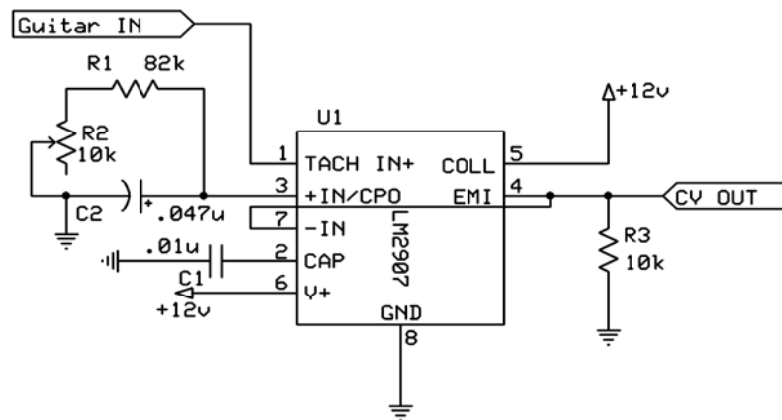 Guitar IN
R1 82k
+12v
U1
R2
10k
1 TACH IN+ COLL 5
3 +IN/CPO EMI 4
CV OUT
C2 + .047u
7 -IN
LM2907
R3
10k
.01u
2 CAP
C1
6 V+
+12v
GND
8